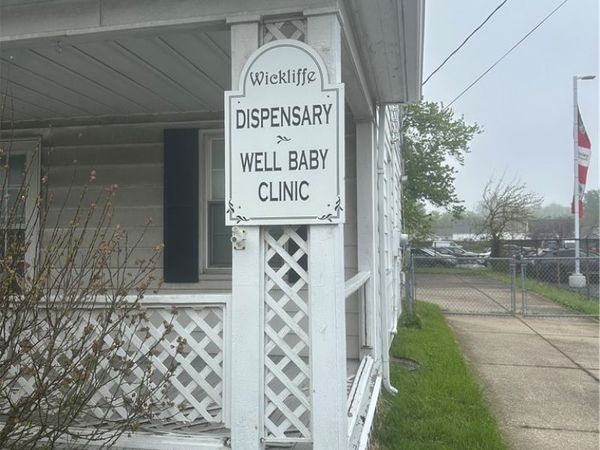 Wickliffe
DISPENSARY
~
WELL BABY
CLINIC